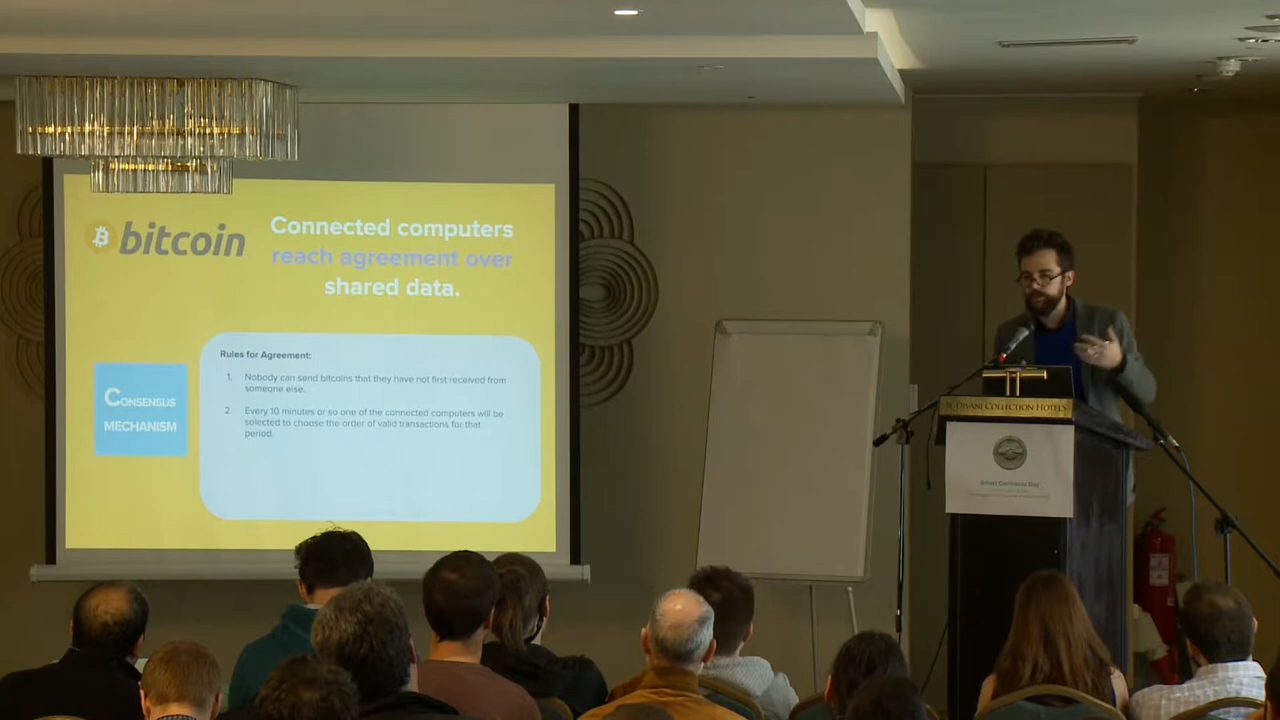 bitcoin
Connected computers
reach agreement over
shared data.
CONSENSUS
MECHANISM
Rules for Agreement:
1. Nobody can send bitcoins that they have not first received from
someone else.
2. Every 10 minutes or so one of the connected computers will be
selected to choose the order of valid transactions for that
period.
DIVANI COLLECTION HOTELS
Smart Contracts Day